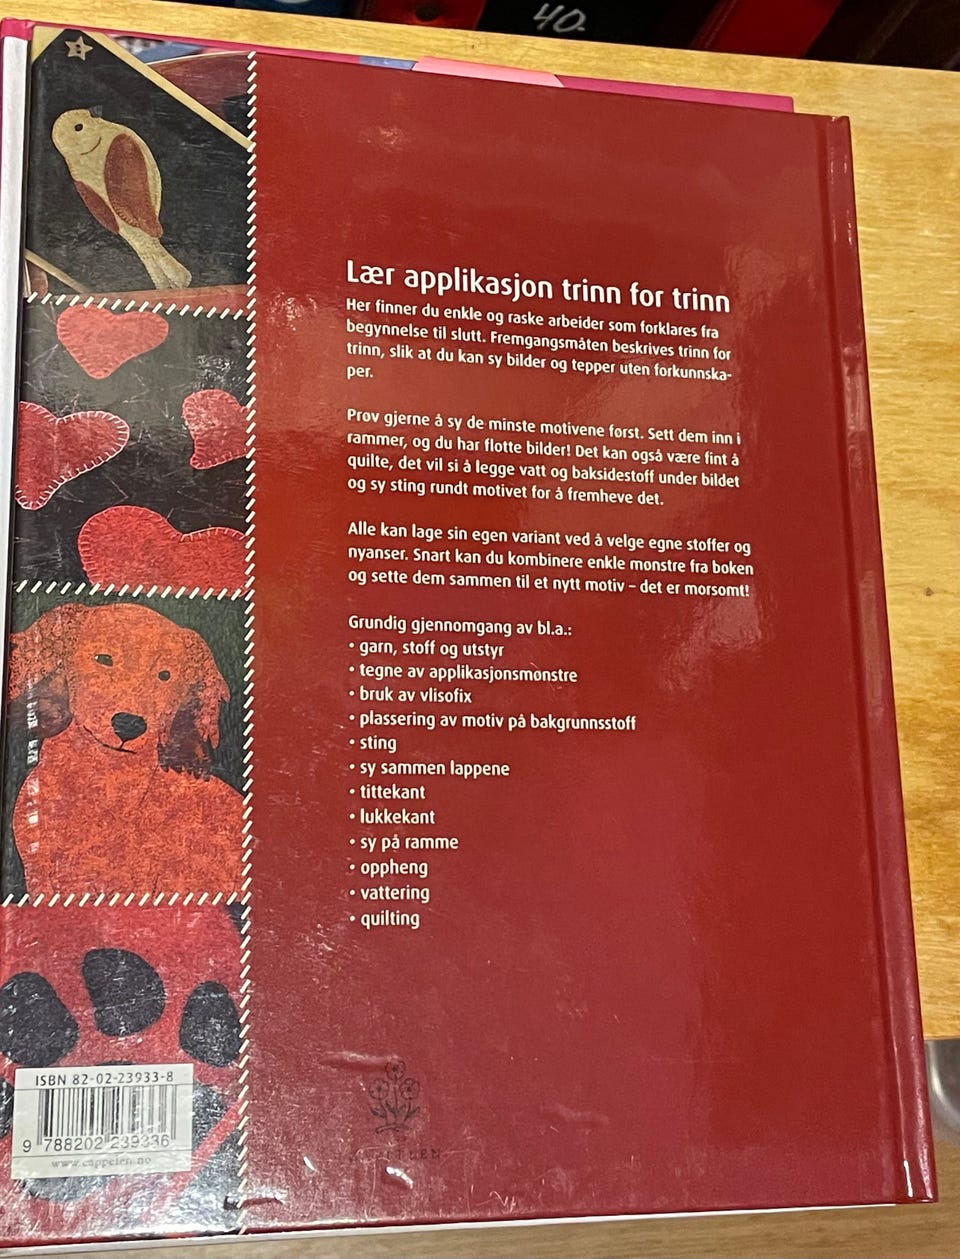 40.-
Lær applikasjon trinn for trinn
Her finner du enkle og raske arbeider som forklares fra
begynnelse til slutt. Fremgangsmåten beskrives trinn for
trinn, slik at du kan sy bilder og tepper uten forkunnska-
per.
Prøv gjerne å sy de minste motivene først. Sett dem inn i
rammer, og du har flotte bilder! Det kan også være fint å
quilte, det vil si å legge vatt og baksidestoff under bildet
og sy sting rundt motivet for å fremheve det.
Alle kan lage sin egen variant ved å velge egne stoffer og
nyanser. Snart kan du kombinere enkle mønstre fra boken
og sette dem sammen til et nytt motiv – det er morsomt!
Grundig gjennomgang av bl.a.:
• garn, stoff og utstyr
• tegne av applikasjonsmønstre
• bruk av vlisofix
• plassering av motiv på bakgrunnsstoff
• sting
• sy sammen lappene
• tittekant
• lukkekant
• sy på ramme
• oppheng
• vattering
• quilting
ISBN 82-02-23933-8
9 788202 239336
www.cappelen.no
CAPPELEN